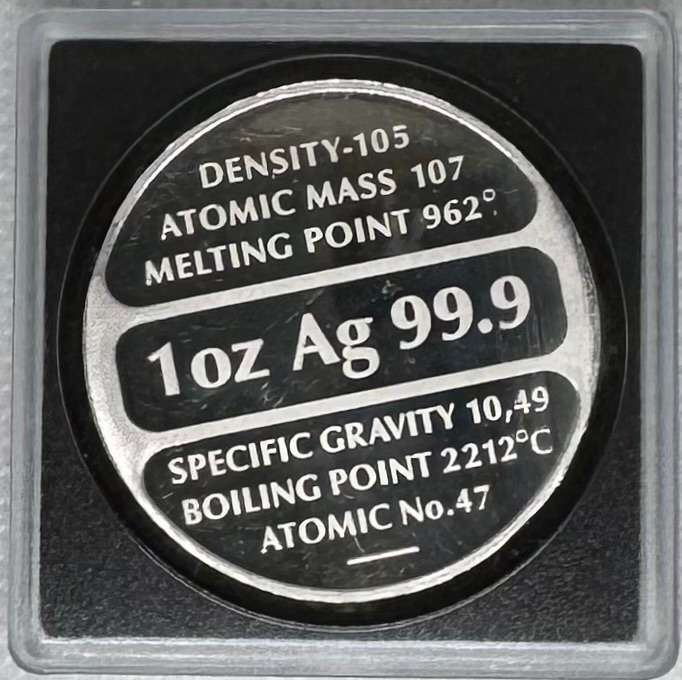 DENSITY-105
ATOMIC MASS 107
MELTING POINT 962°
1oz Ag 99.9
SPECIFIC GRAVITY 10,49
BOILING POINT 2212°C
ATOMIC No.47